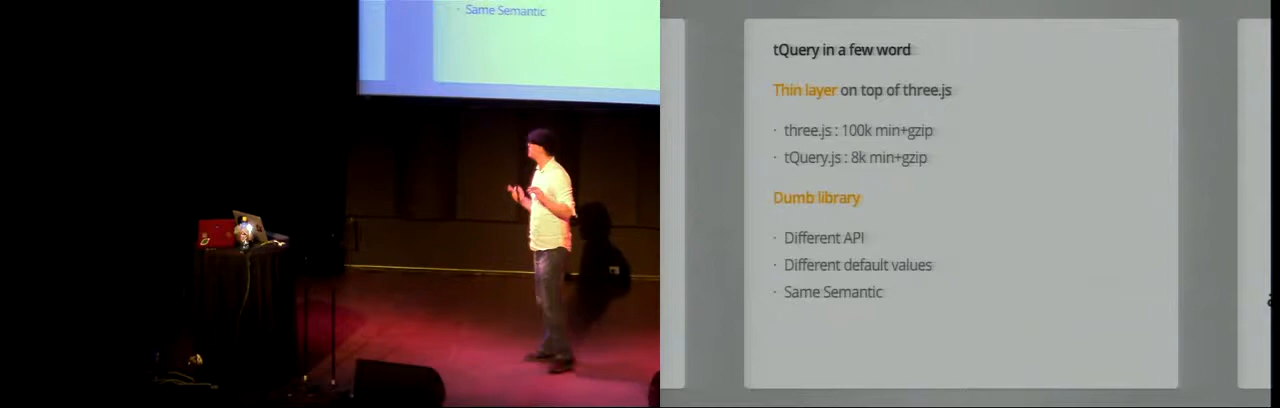 Same Semantic
tQuery in a few word
Thin layer on top of three.js
· three.js : 100k min+gzip
· tQuery.js : 8k min+gzip
Dumb library
· Different API
· Different default values
· Same Semantic